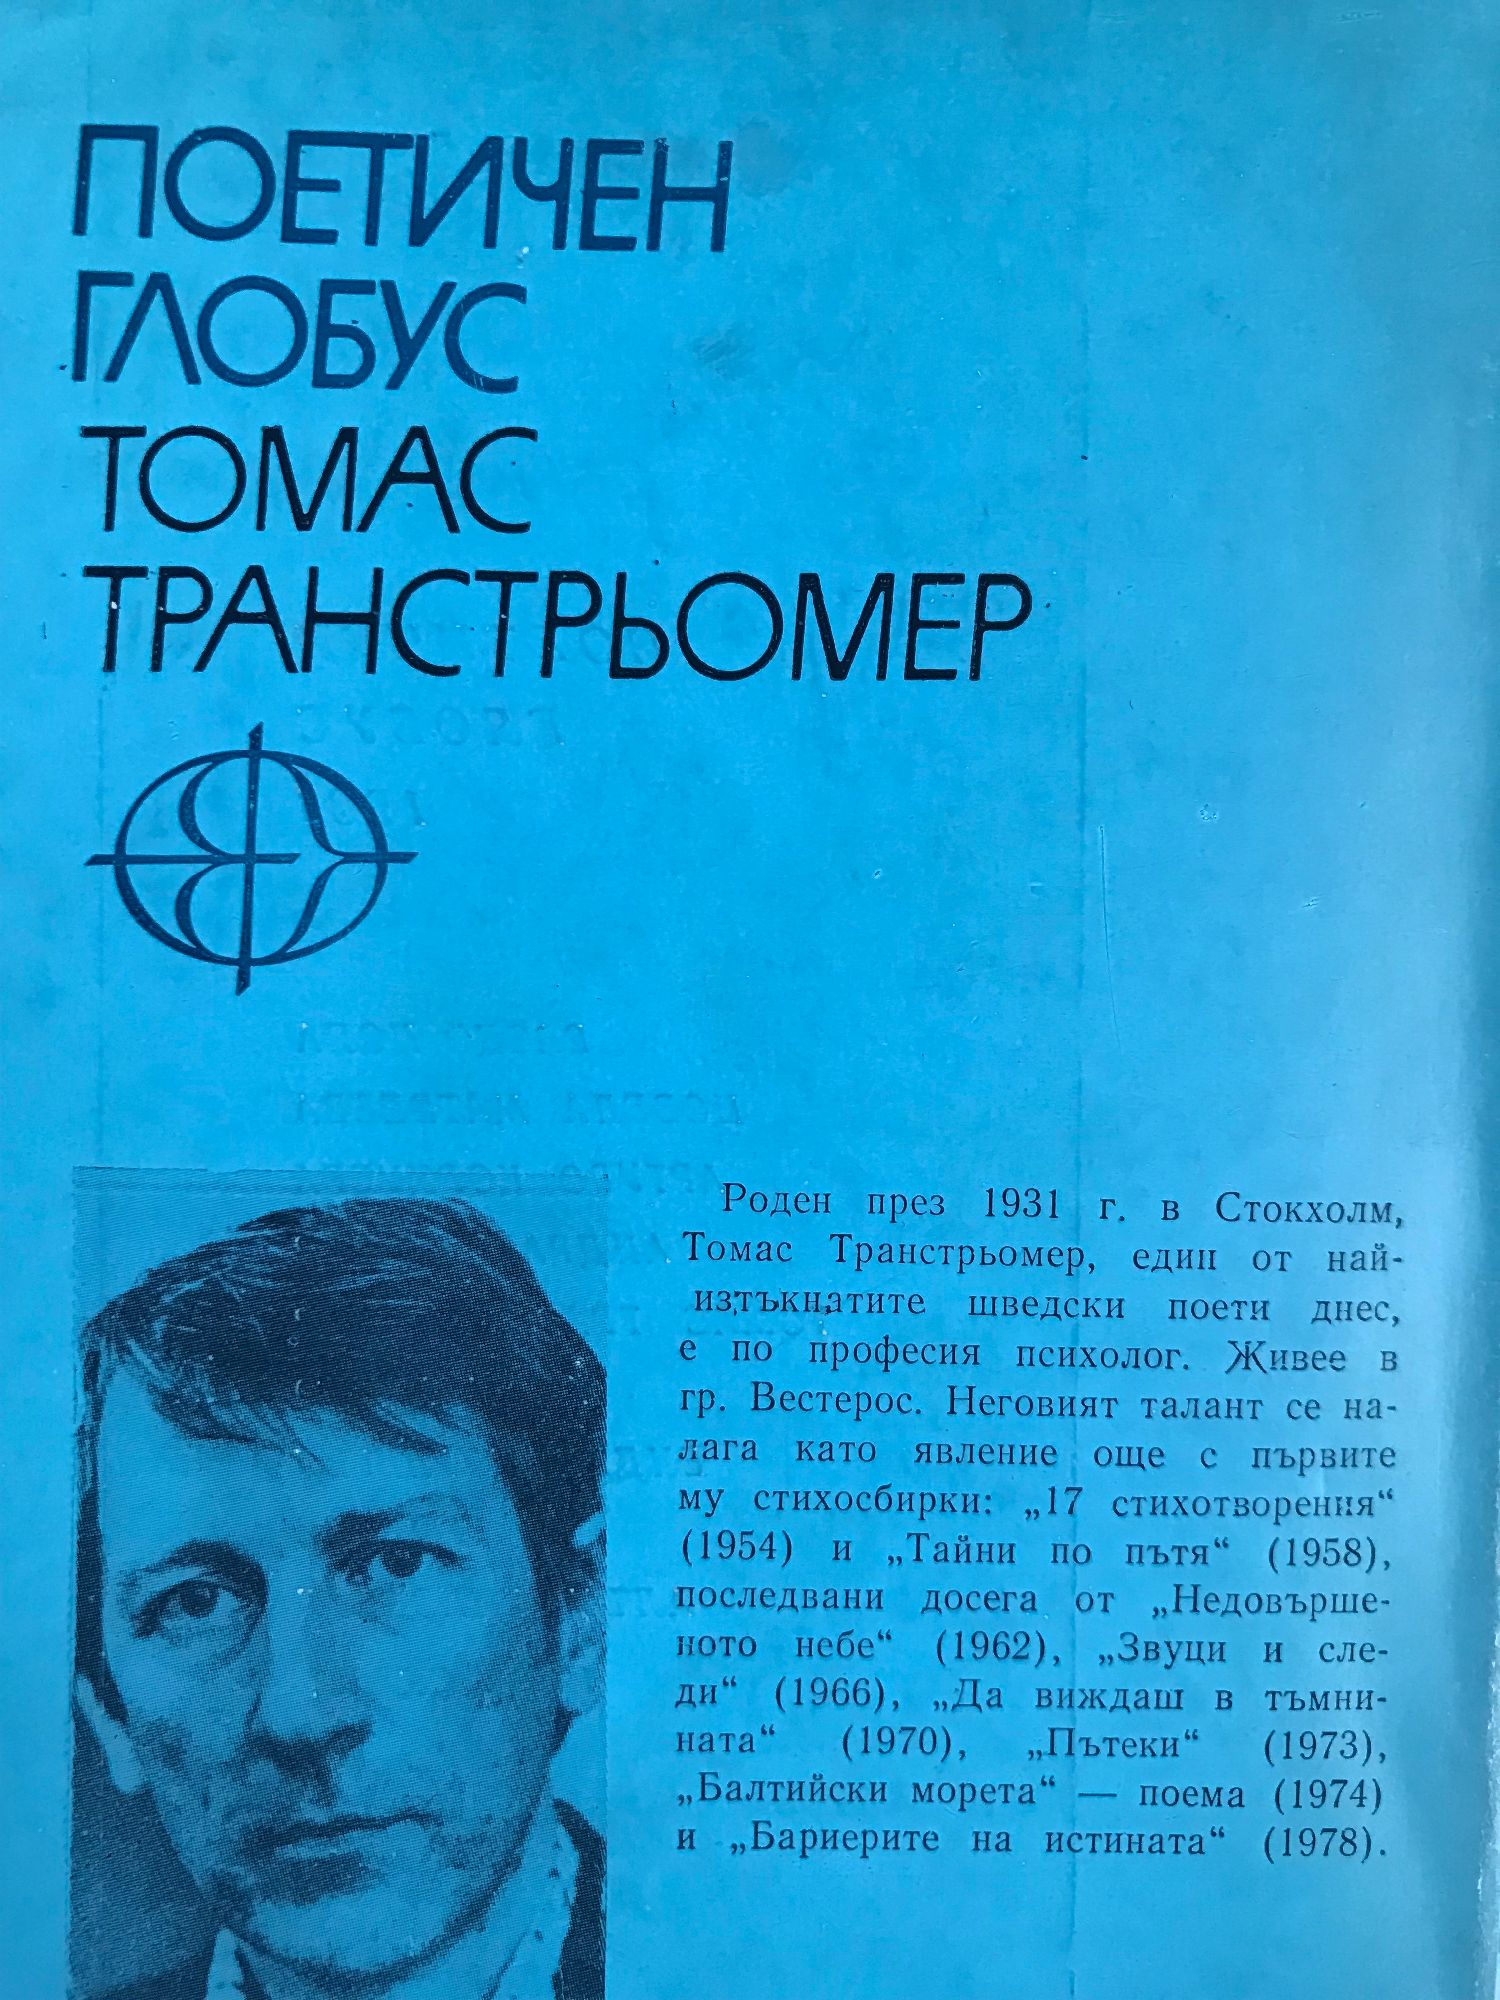 ПОЕТИЧЕН
ГЛОБУС
ТОМАС
ТРАНСТРЬОМЕР
Роден през 1931 г. в Стокхолм,
Томас Транстрьомер, един от най-
изтъкнатите шведски поети днес,
е по професия психолог. Живее в
гр. Вестерос. Неговият талант се на-
лага като явление още с първите
му стихосбирки: „17 стихотворения“
(1954) и „Тайни по пътя“ (1958),
последвани досега от „Недовърше-
ното небе“ (1962), „Звуци и сле-
ди“ (1966), „Да виждаш в тъмни-
ната“ (1970), „Пътеки“ (1973),
„Балтийски морета“ — поема (1974)
и „Бариерите на истината“ (1978).